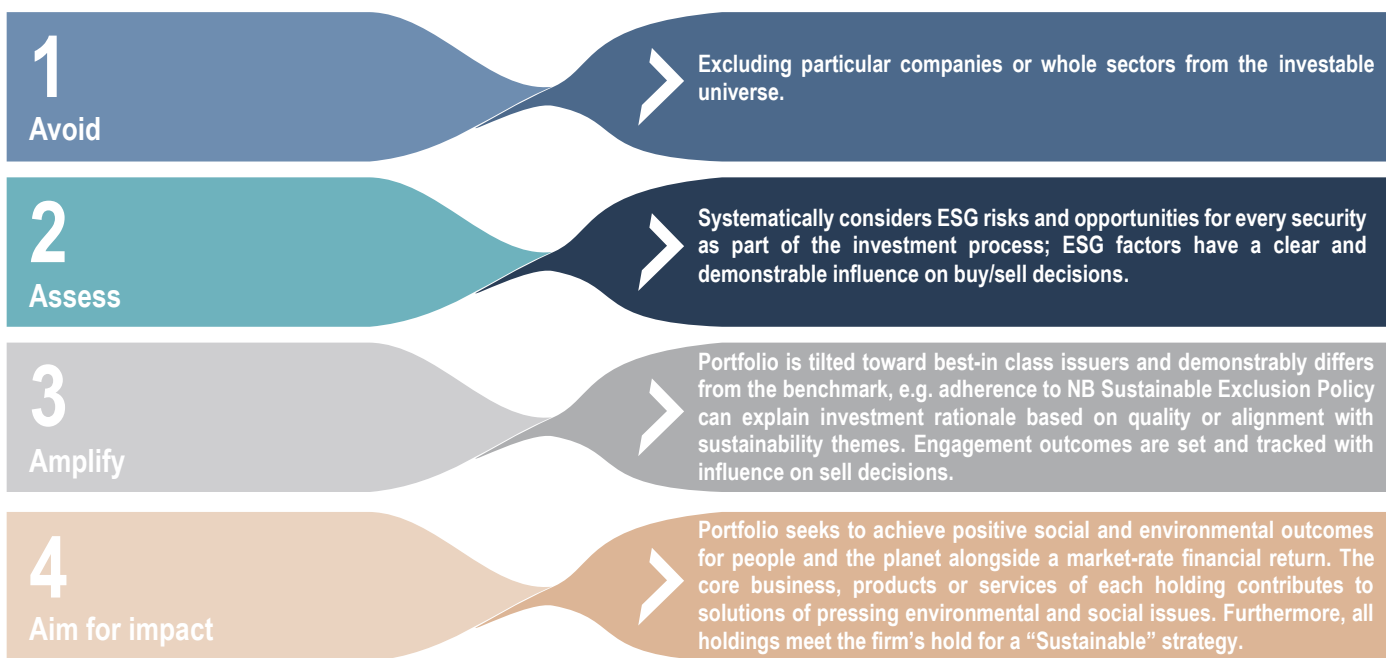 1
Avoid
Excluding particular companies or whole sectors from the investable
universe.
2
Assess
Systematically considers ESG risks and opportunities for every security
as part of the investment process; ESG factors have a clear and
demonstrable influence on buy/sell decisions.
3
Amplify
Portfolio is tilted toward best-in class issuers and demonstrably differs
from the benchmark, e.g. adherence to NB Sustainable Exclusion Policy
can explain investment rationale based on quality or alignment with
sustainability themes. Engagement outcomes are set and tracked with
influence on sell decisions.
4
Aim for impact
Portfolio seeks to achieve positive social and environmental outcomes
for people and the planet alongside a market-rate financial return. The
core business, products or services of each holding contributes to
solutions of pressing environmental and social issues. Furthermore, all
holdings meet the firm’s hold for a “Sustainable” strategy.